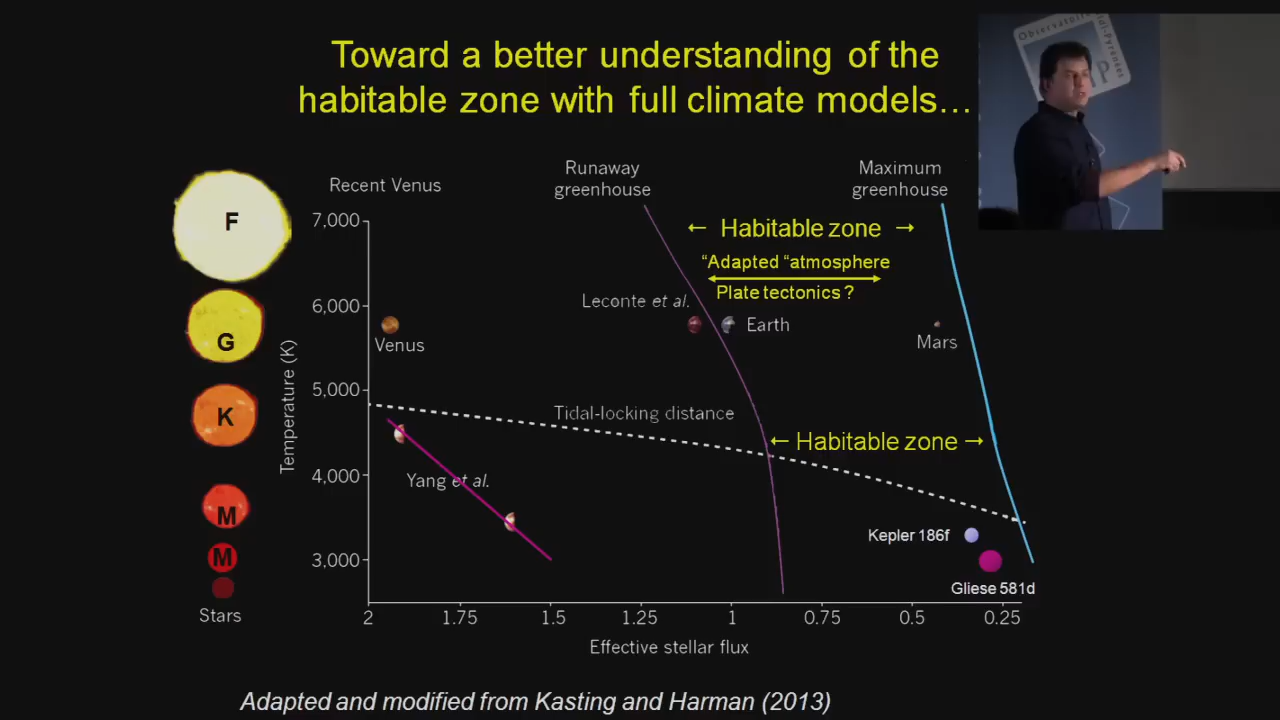 Toward a better understanding of the
habitable zone with full climate models…
Observatoire Midi-Pyrénées
Recent Venus
Runaway
greenhouse
Maximum
greenhouse
F
7,000
← Habitable zone →
"Adapted "atmosphere
Plate tectonics ?
6,000
Leconte et al.
Earth
G
Venus
Mars
Temperature (K)
5,000
K
Tidal-locking distance
← Habitable zone →
4,000
Yang et al.
M
Kepler 186f
M
3,000
Gliese 581d
Stars
2
1.75
1.5
1.25
1
0.75
0.5
0.25
Effective stellar flux
Adapted and modified from Kasting and Harman (2013)